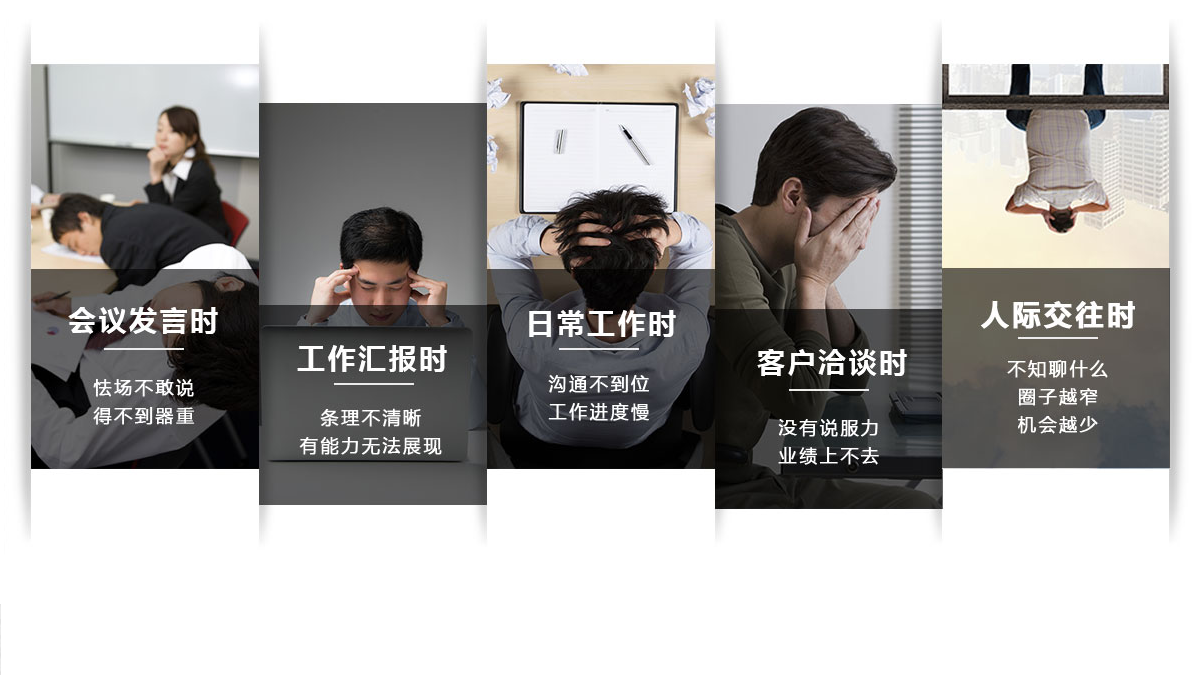 会议发言时
怯场不敢说
得不到器重
工作汇报时
条理不清晰
有能力无法展现
日常工作时
沟通不到位
工作进度慢
客户洽谈时
没有说服力
业绩上不去
人际交往时
不知聊什么
圈子越窄
机会越少